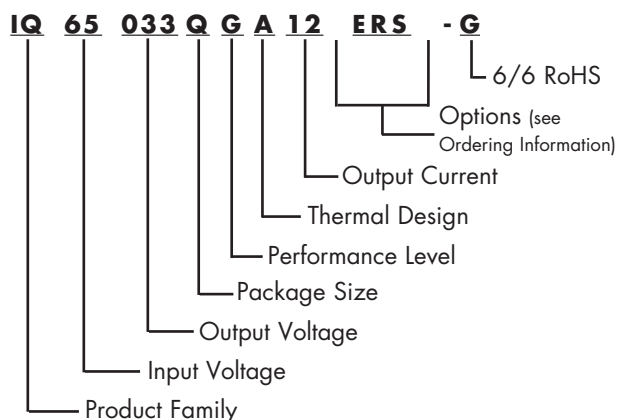 IQ 65 033 Q G A 12 ERS - G
6/6 RoHS
Options (see
Ordering Information)
Output Current
Thermal Design
Performance Level
Package Size
Output Voltage
Input Voltage
Product Family